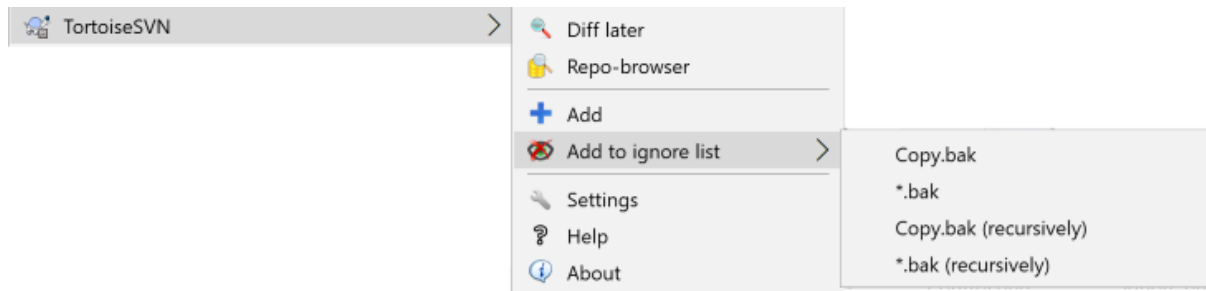 TortoiseSVN
Diff later
Repo-browser
Add
Add to ignore list
Copy.bak
*.bak
Copy.bak (recursively)
*.bak (recursively)
Settings
Help
About